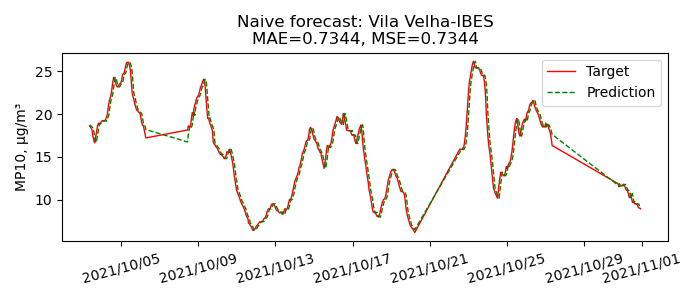 Naive forecast: Vila Velha-IBES
MAE=0.7344, MSE=0.7344
MP10, µg/m³
25
20
15
10
Target
Prediction
2021/10/05
2021/10/09
2021/10/13
2021/10/17
2021/10/21
2021/10/25
2021/10/29
2021/11/01